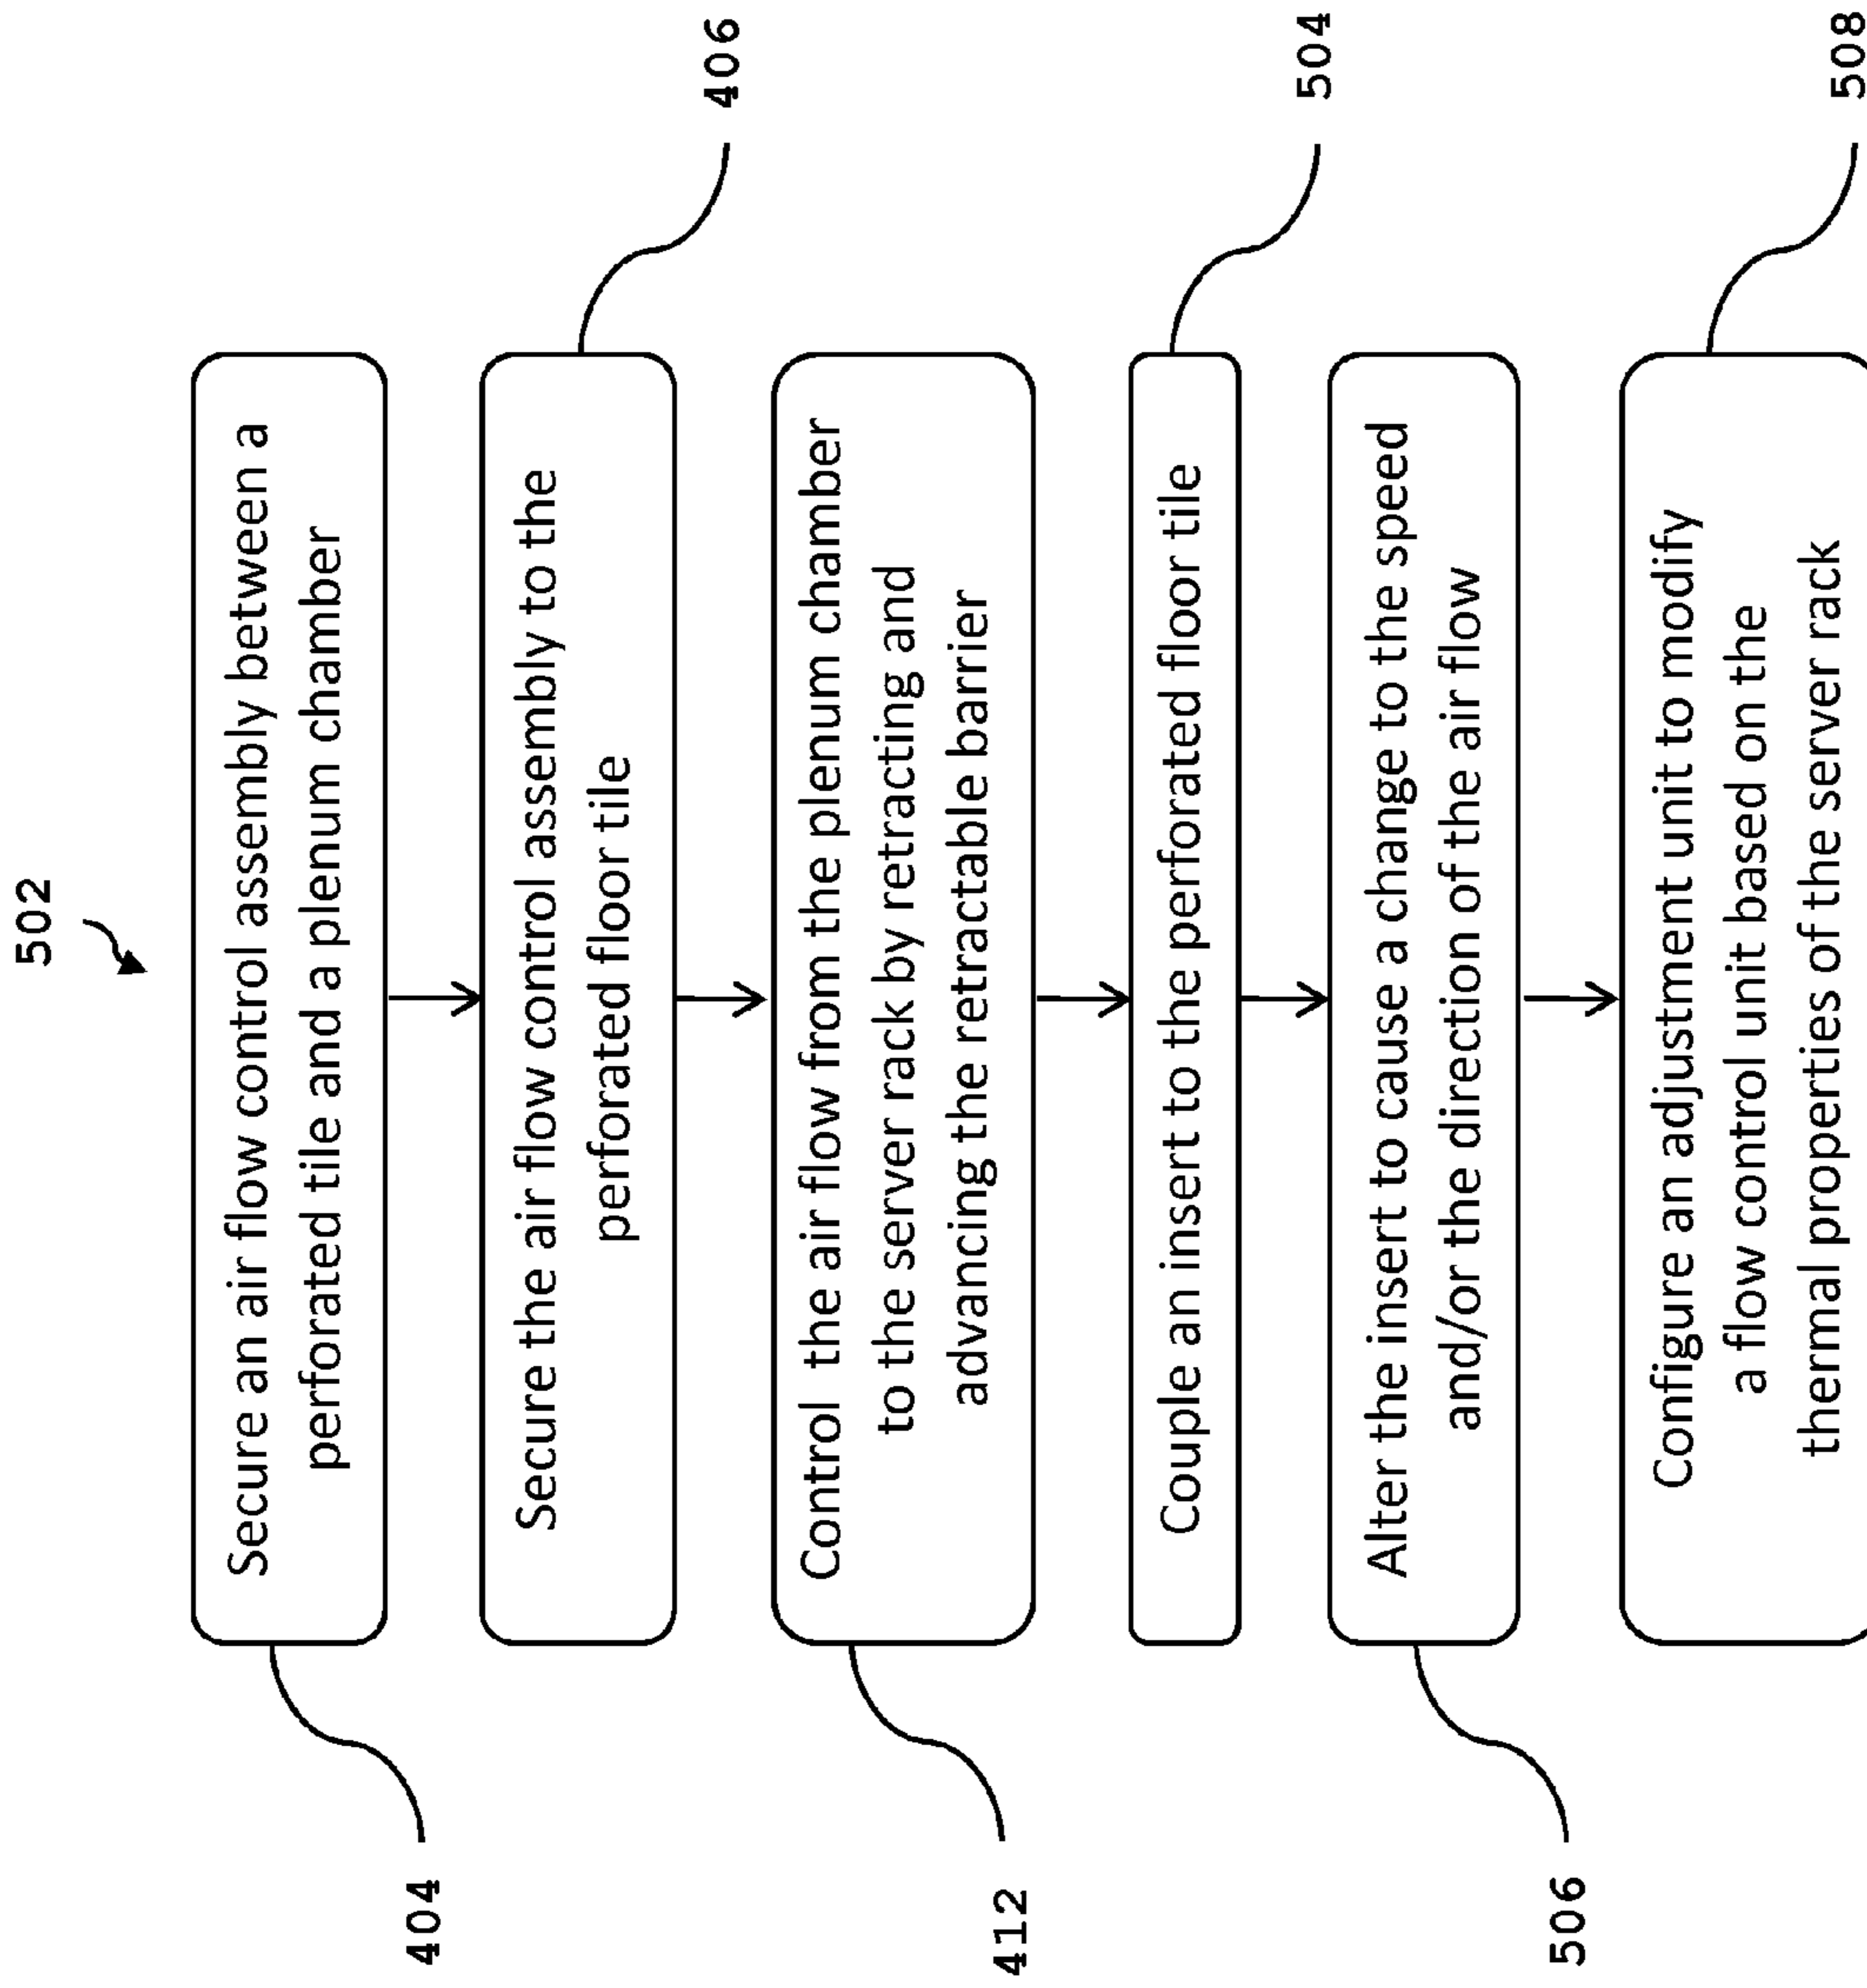 502
Secure an air flow control assembly between a
perforated tile and a plenum chamber
404
Secure the air flow control assembly to the
perforated floor tile
406
Control the air flow from the plenum chamber
to the server rack by retracting and
advancing the retractable barrier
412
Couple an insert to the perforated floor tile
504
Alter the insert to cause a change to the speed
and/or the direction of the air flow
506
Configure an adjustment unit to modify
a flow control unit based on the
thermal properties of the server rack
508